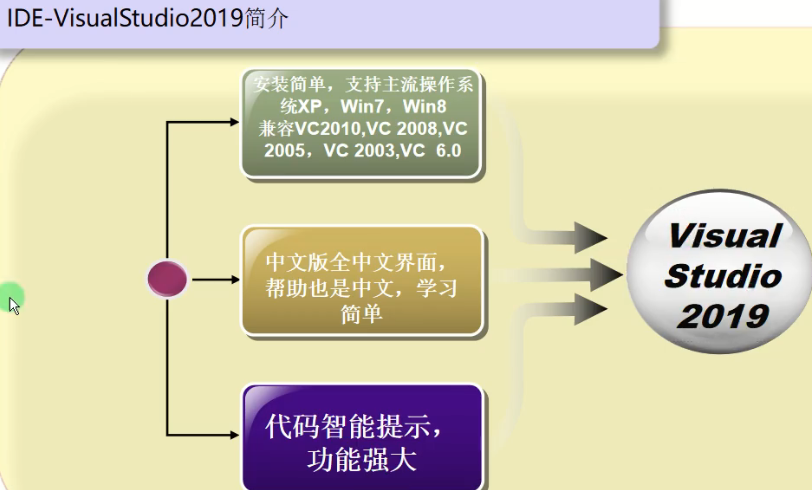 IDE-VisualStudio2019简介
安装简单，支持主流操作系
统XP，Win7，Win8
兼容VC2010,VC 2008,VC
2005，VC 2003,VC  6.0
中文版全中文界面，
帮助也是中文，学习
简单
代码智能提示，
功能强大
Visual
Studio
2019